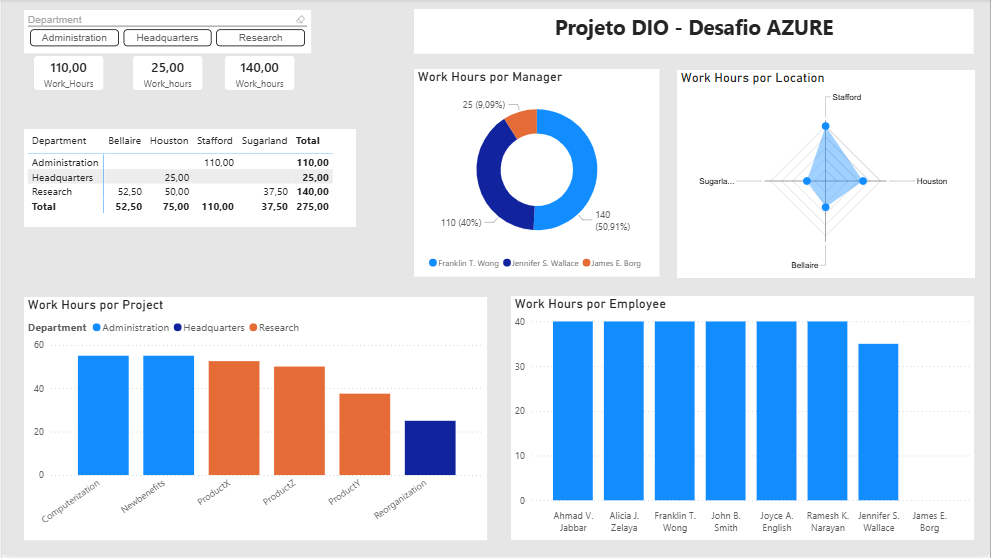 Department
Administration Headquarters Research
110,00 25,00 140,00
Work_Hours Work_hours Work_hours
Projeto DIO - Desafio AZURE
Department Bellaire Houston Stafford Sugarland Total
Administration 110,00 110,00
Headquarters 25,00 25,00
Research 52,50 50,00 37,50 140,00
Total 52,50 75,00 110,00 37,50 275,00
Work Hours por Manager
25 (9,09%)
110 (40%)
140
(50,91%)
Franklin T. Wong Jennifer S. Wallace James E. Borg
Work Hours por Location
Stafford
Sugarla... Houston
Bellaire
Work Hours por Project
Department Administration Headquarters Research
60
40
20
0
Computerization Newbenefits ProductX ProductZ ProductY Reorganization
Work Hours por Employee
40
30
20
10
0
Ahmad V. Alicia J. Franklin T. John B. Joyce A. Ramesh K. Jennifer S. James E.
Jabbar Zelaya Wong Smith English Narayan Wallace Borg